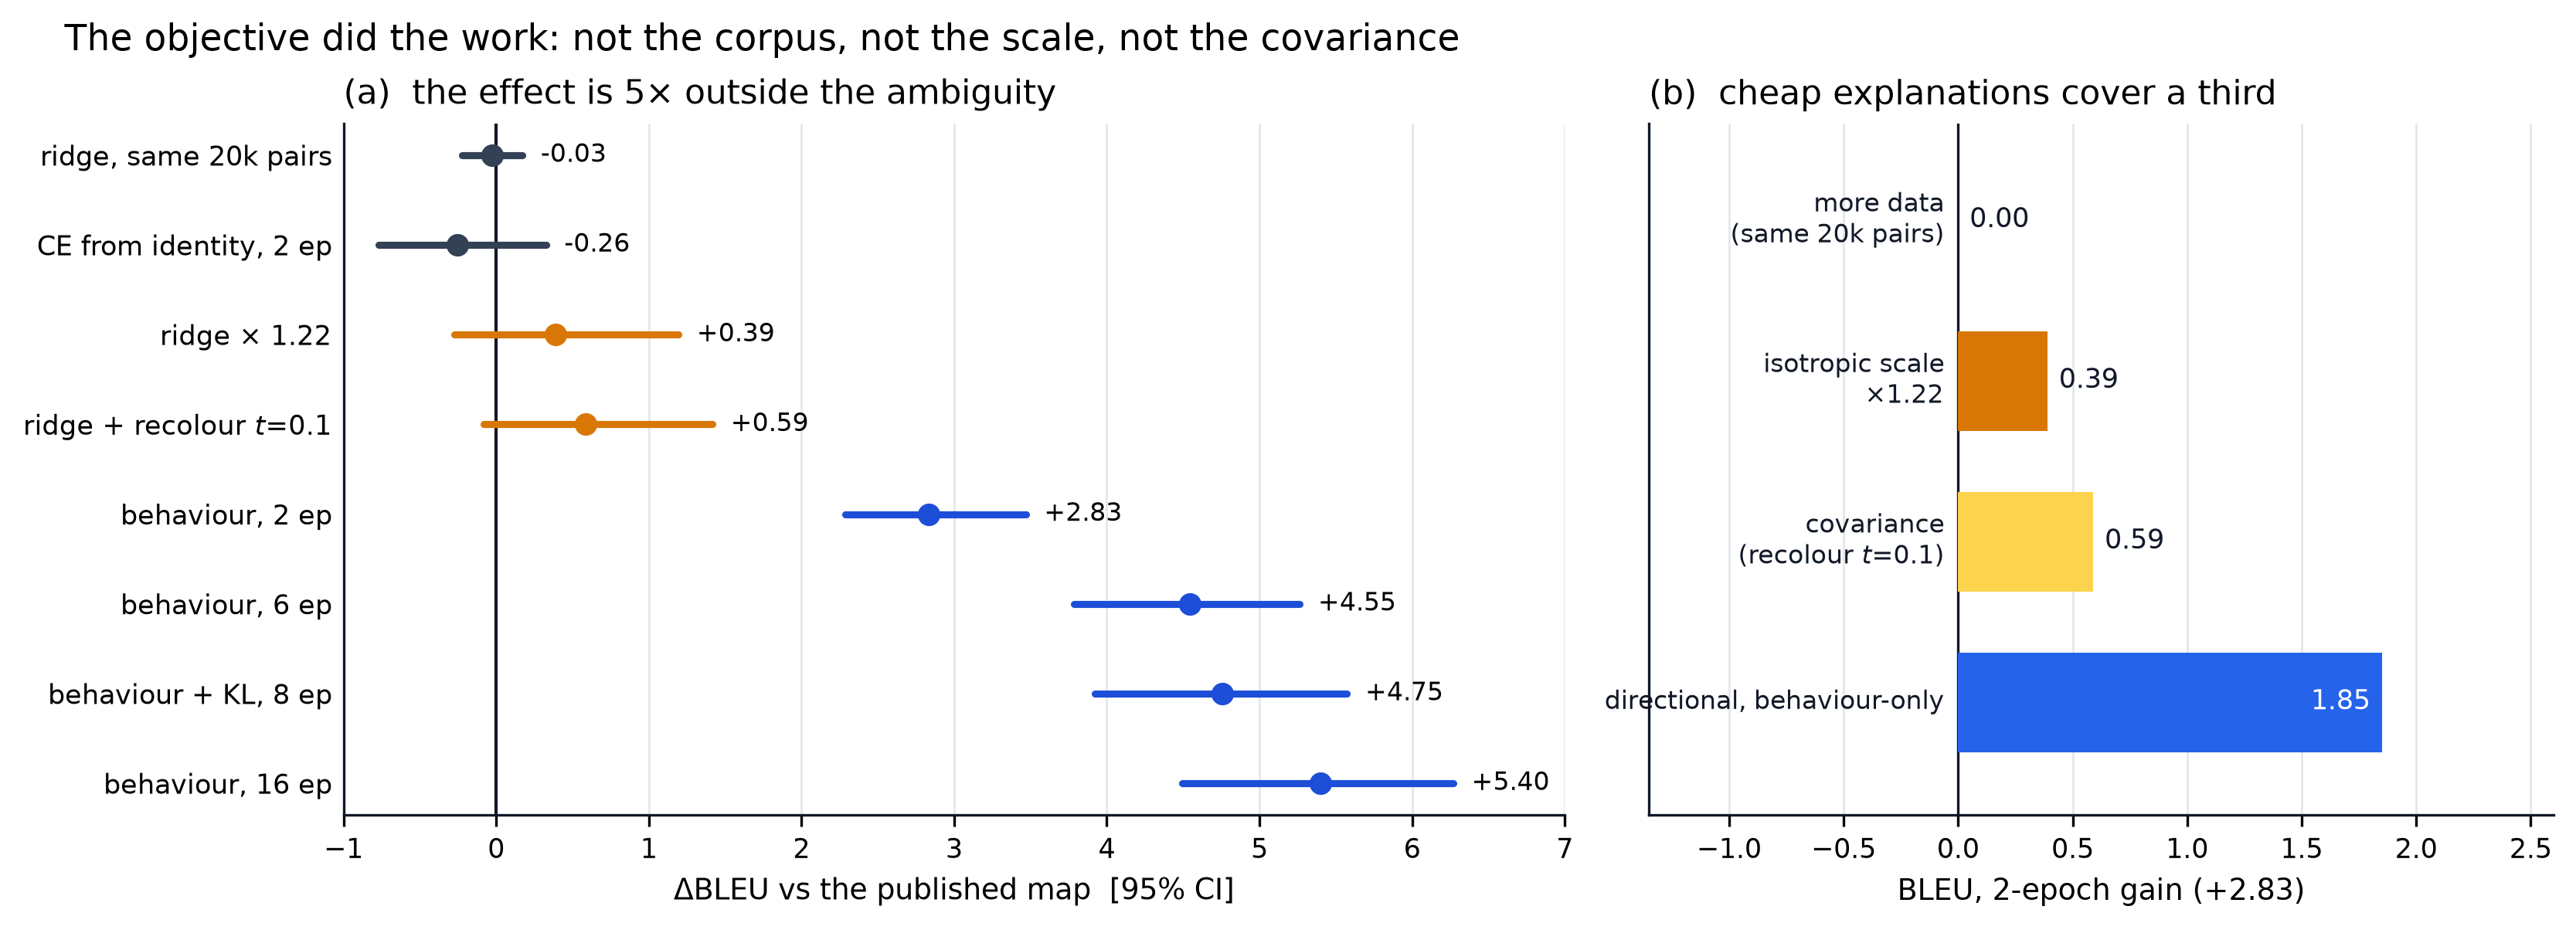 The objective did the work: not the corpus, not the scale, not the covariance
(a)  the effect is 5× outside the ambiguity
ridge, same 20k pairs
-0.03
CE from identity, 2 ep
-0.26
ridge × 1.22
+0.39
ridge + recolour t=0.1
+0.59
behaviour, 2 ep
+2.83
behaviour, 6 ep
+4.55
behaviour + KL, 8 ep
+4.75
behaviour, 16 ep
+5.40
−1 0 1 2 3 4 5 6 7
ΔBLEU vs the published map  [95% CI]
(b)  cheap explanations cover a third
more data
(same 20k pairs)
0.00
isotropic scale
×1.22
0.39
covariance
(recolour t=0.1)
0.59
directional, behaviour-only
1.85
−1.0 −0.5 0.0 0.5 1.0 1.5 2.0 2.5
BLEU, 2-epoch gain (+2.83)